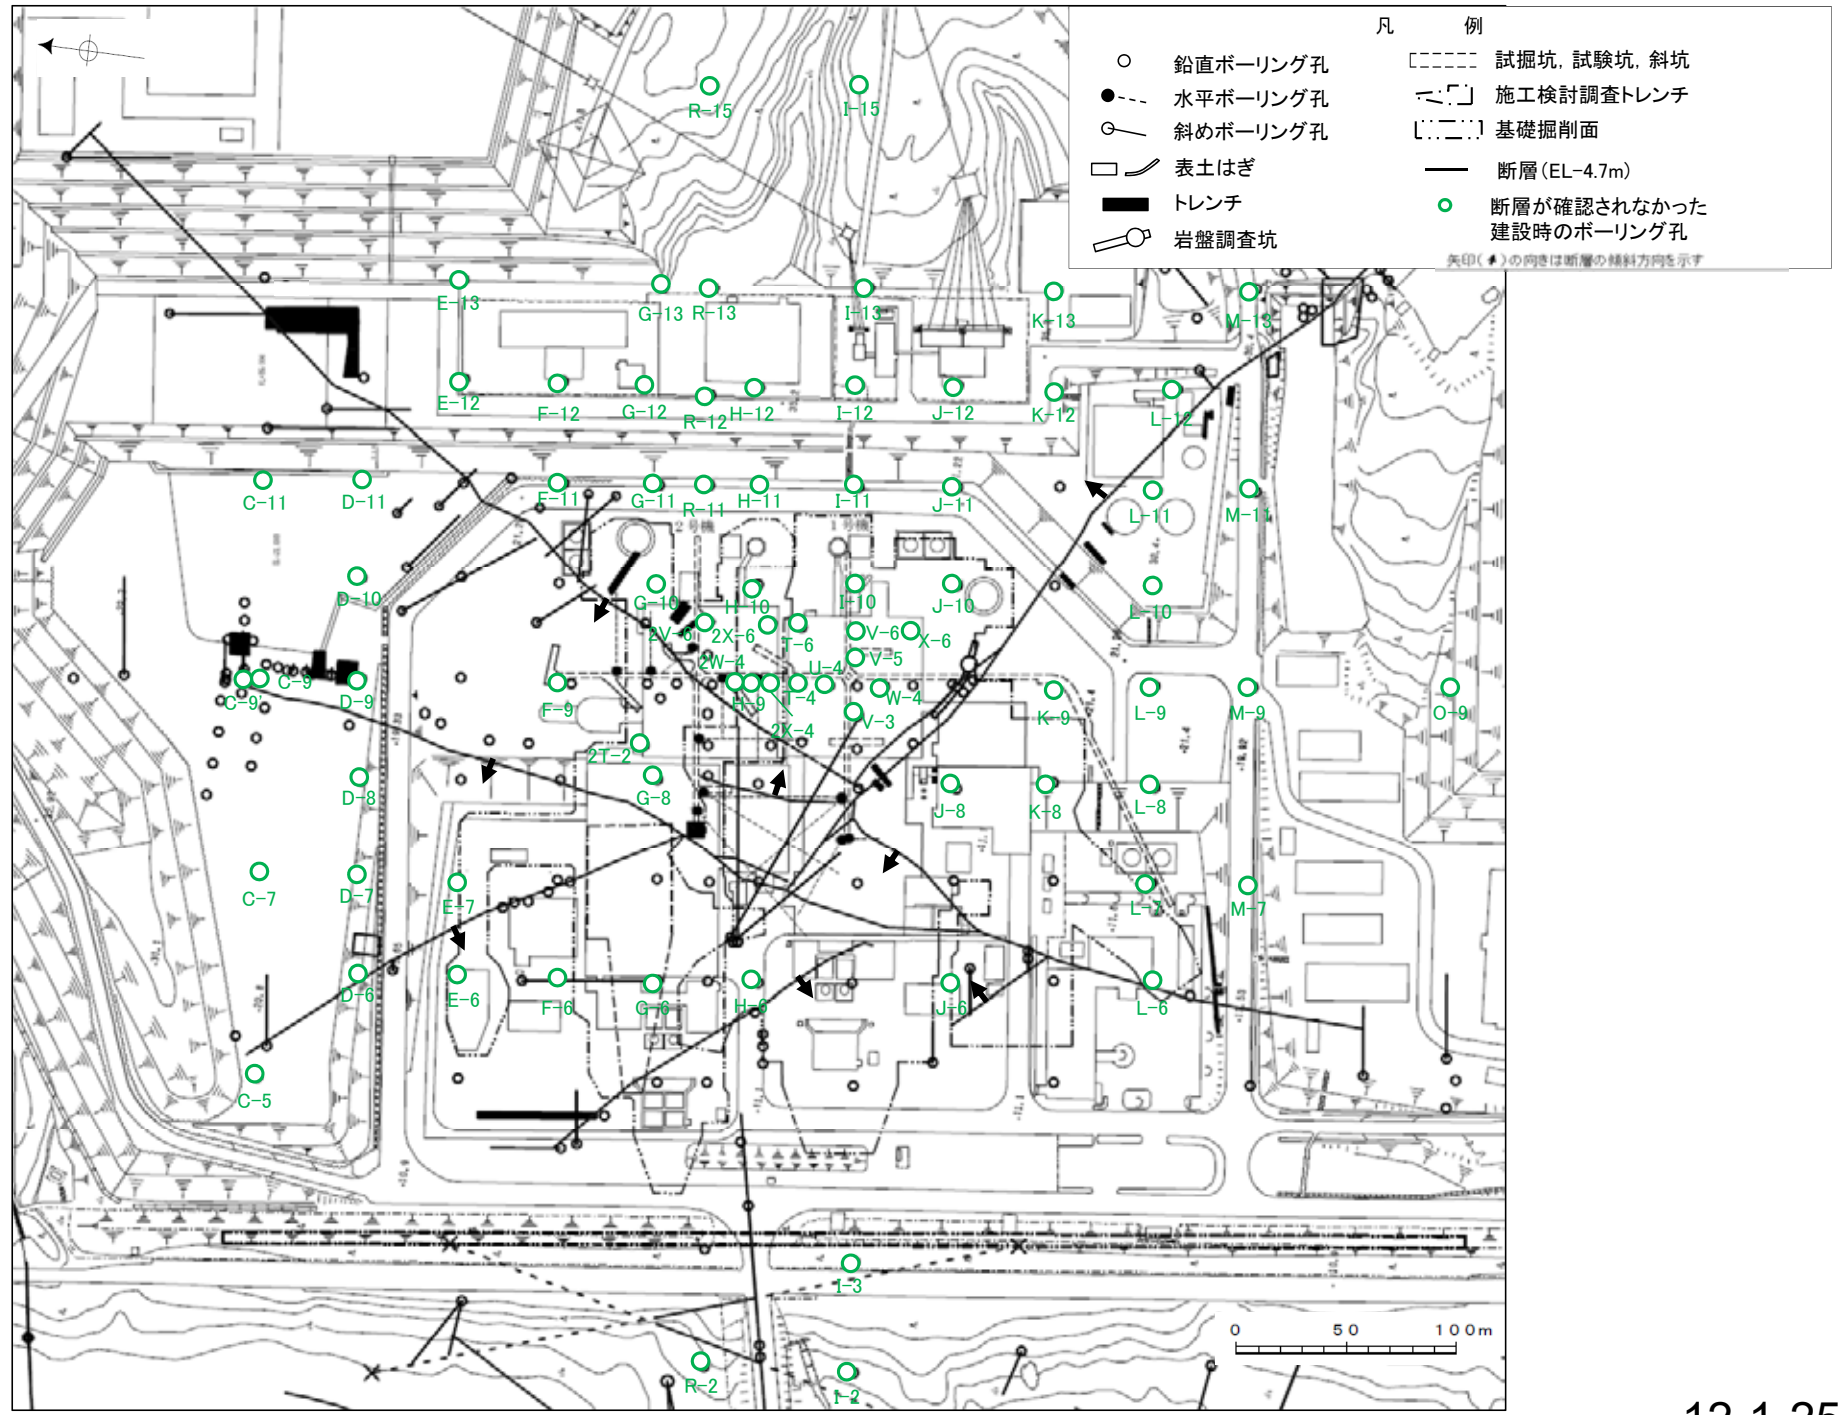 凡 例
鉛直ボーリング孔
水平ボーリング孔
斜めボーリング孔
表土はぎ
トレンチ
岩盤調査坑
試掘坑，試験坑，斜坑
施工検討調査トレンチ
基礎掘削面
断層(EL-4.7m)
断層が確認されなかった
建設時のボーリング孔
矢印( )の向きは断層の傾斜方向を示す
R-15 I-15
E-13 G-13 R-13 I-13 K-13 M-13
E-12 F-12 G-12 R-12 H-12 I-12 J-12 K-12 L-12
C-11 D-11 F-11 G-11 R-11 H-11 I-11 J-11 L-11 M-11
2号機 1号機
D-10 G-10 H-10 I-10 J-10 L-10
2V-6 2X-6 T-6 V-6 X-6
2W-4 U-4 V-5
C-9' C-9 D-9 F-9 H-9 T-4 W-4 K-9 L-9 M-9 O-9
2X-4 V-3
2T-2
D-8 G-8 J-8 K-8 L-8
C-7 D-7 E-7 L-7 M-7
D-6 E-6 F-6 G-6 H-6 J-6 L-6
C-5
I-3
R-2 I-2
0 50 100m